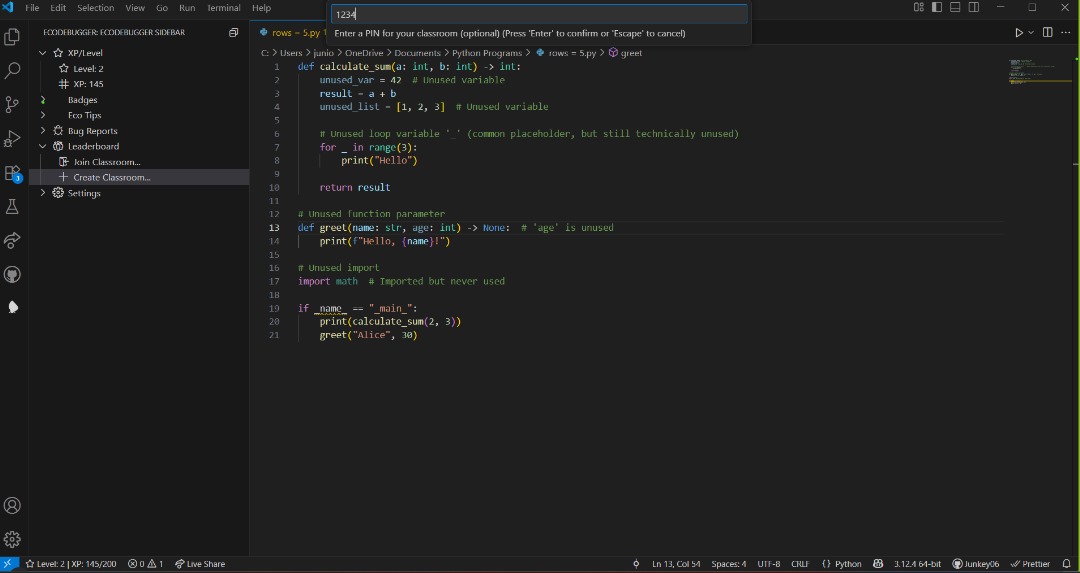 File Edit Selection View Go Run Terminal Help
1234
Enter a PIN for your classroom (optional) (Press 'Enter' to confirm or 'Escape' to cancel)
ECODEBUGGER: ECODEBUGGER SIDEBAR
XP/Level
Level: 2
XP: 145
Badges
Eco Tips
Bug Reports
Leaderboard
Join Classroom...
Create Classroom...
Settings
3
rows = 5.py 1
C: > Users > junio > OneDrive > Documents > Python Programs > rows = 5.py > greet
1 def calculate_sum(a: int, b: int) -> int:
2 unused_var = 42 # Unused variable
3 result = a + b
4 unused_list = [1, 2, 3] # Unused variable
5
6 # Unused loop variable '_' (common placeholder, but still technically unused)
7 for _ in range(3):
8 print("Hello")
9
10 return result
11
12 # Unused function parameter
13 def greet(name: str, age: int) -> None: # 'age' is unused
14 print(f"Hello, {name}!")
15
16 # Unused import
17 import math # Imported but never used
18
19 if _name_ == "_main_":
20 print(calculate_sum(2, 3))
21 greet("Alice", 30)
Level: 2 | XP: 145/200 0 1 Live Share Ln 13, Col 54 Spaces: 4 UTF-8 CRLF {} Python 3.12.4 64-bit Junkey06 Prettier